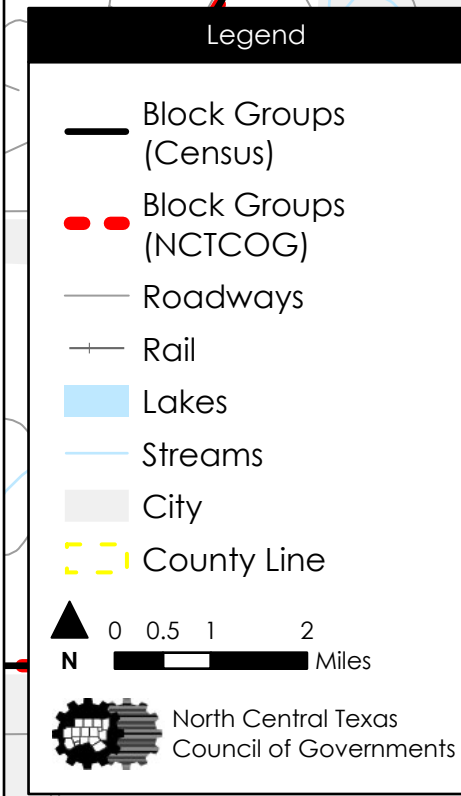 Legend
Block Groups
(Census)
Block Groups
(NCTCOG)
Roadways
Rail
Lakes
Streams
City
County Line
0 0.5 1 2
N Miles
North Central Texas
Council of Governments